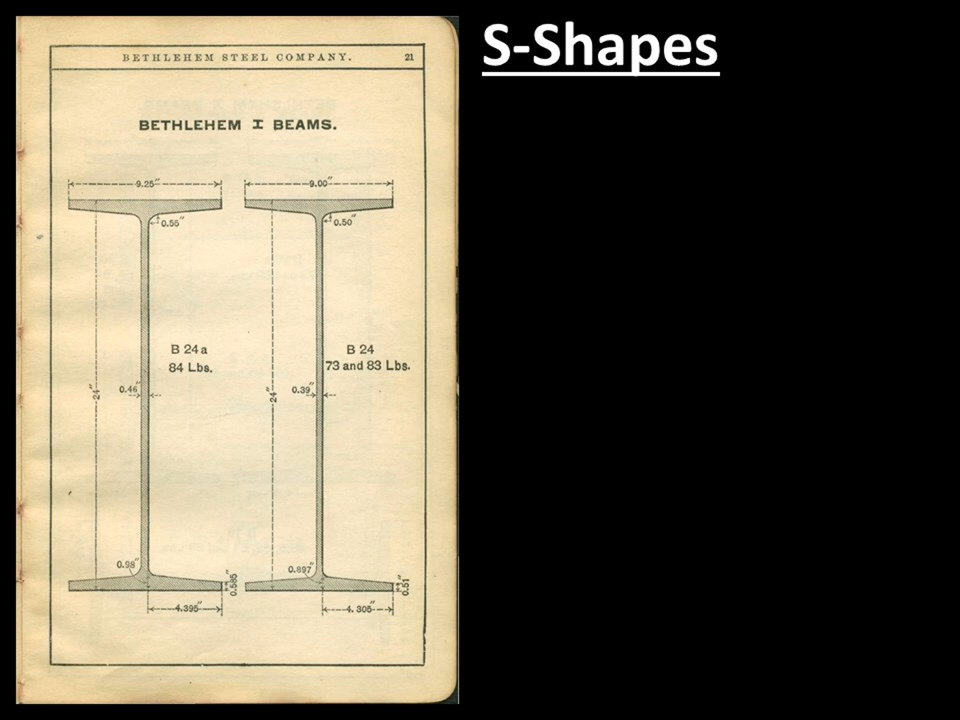 S-Shapes
BETHLEHEM STEEL COMPANY. 21
BETHLEHEM I BEAMS.
9.25″ 9.00″
0.55″ 0.50″
B 24a
84 Lbs.
B 24
73 and 83 Lbs.
24″ 0.46″ 24″ 0.39″
0.98″ 0.585″ 0.897″ 0.51″
4.395″ 4.305″